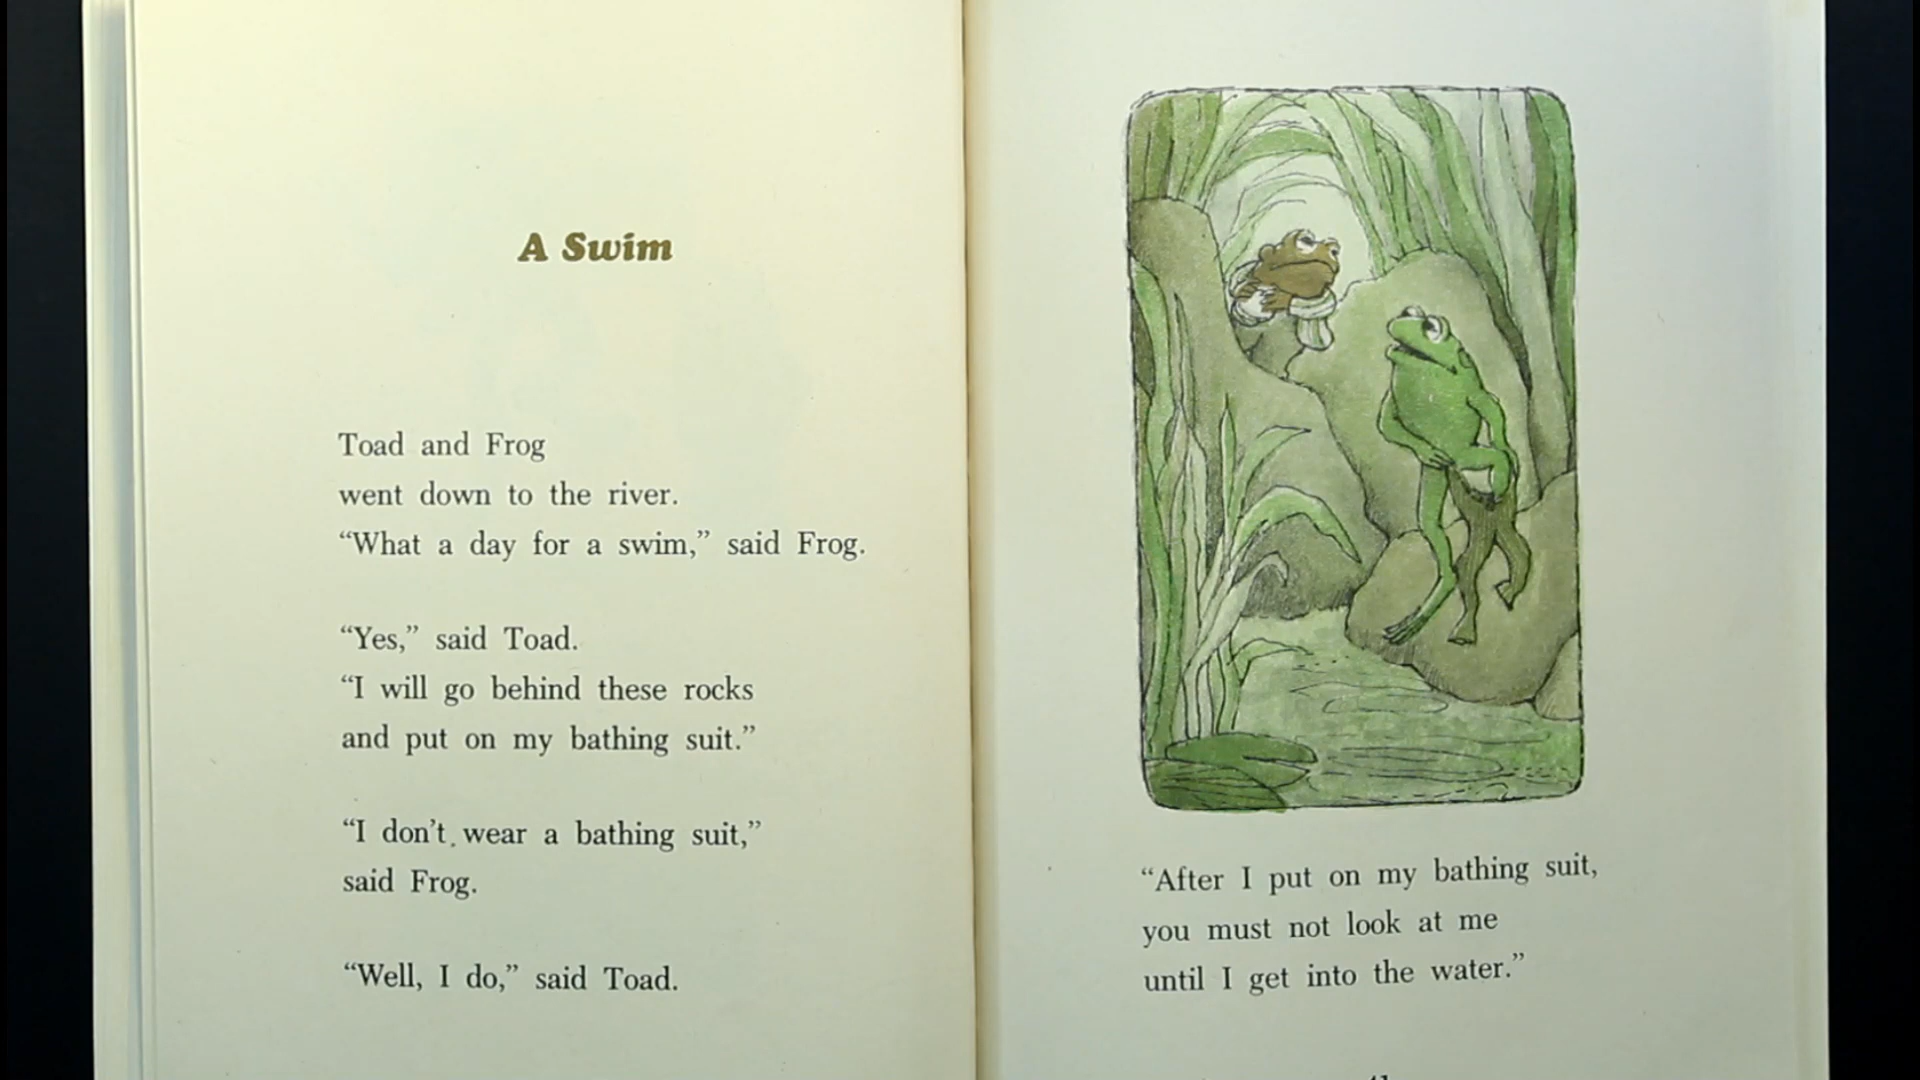 A Swim
Toad and Frog
went down to the river.
“What a day for a swim,” said Frog.
“Yes,” said Toad.
“I will go behind these rocks
and put on my bathing suit.”
“I don’t wear a bathing suit,”
said Frog.
“Well, I do,” said Toad.
“After I put on my bathing suit,
you must not look at me
until I get into the water.”